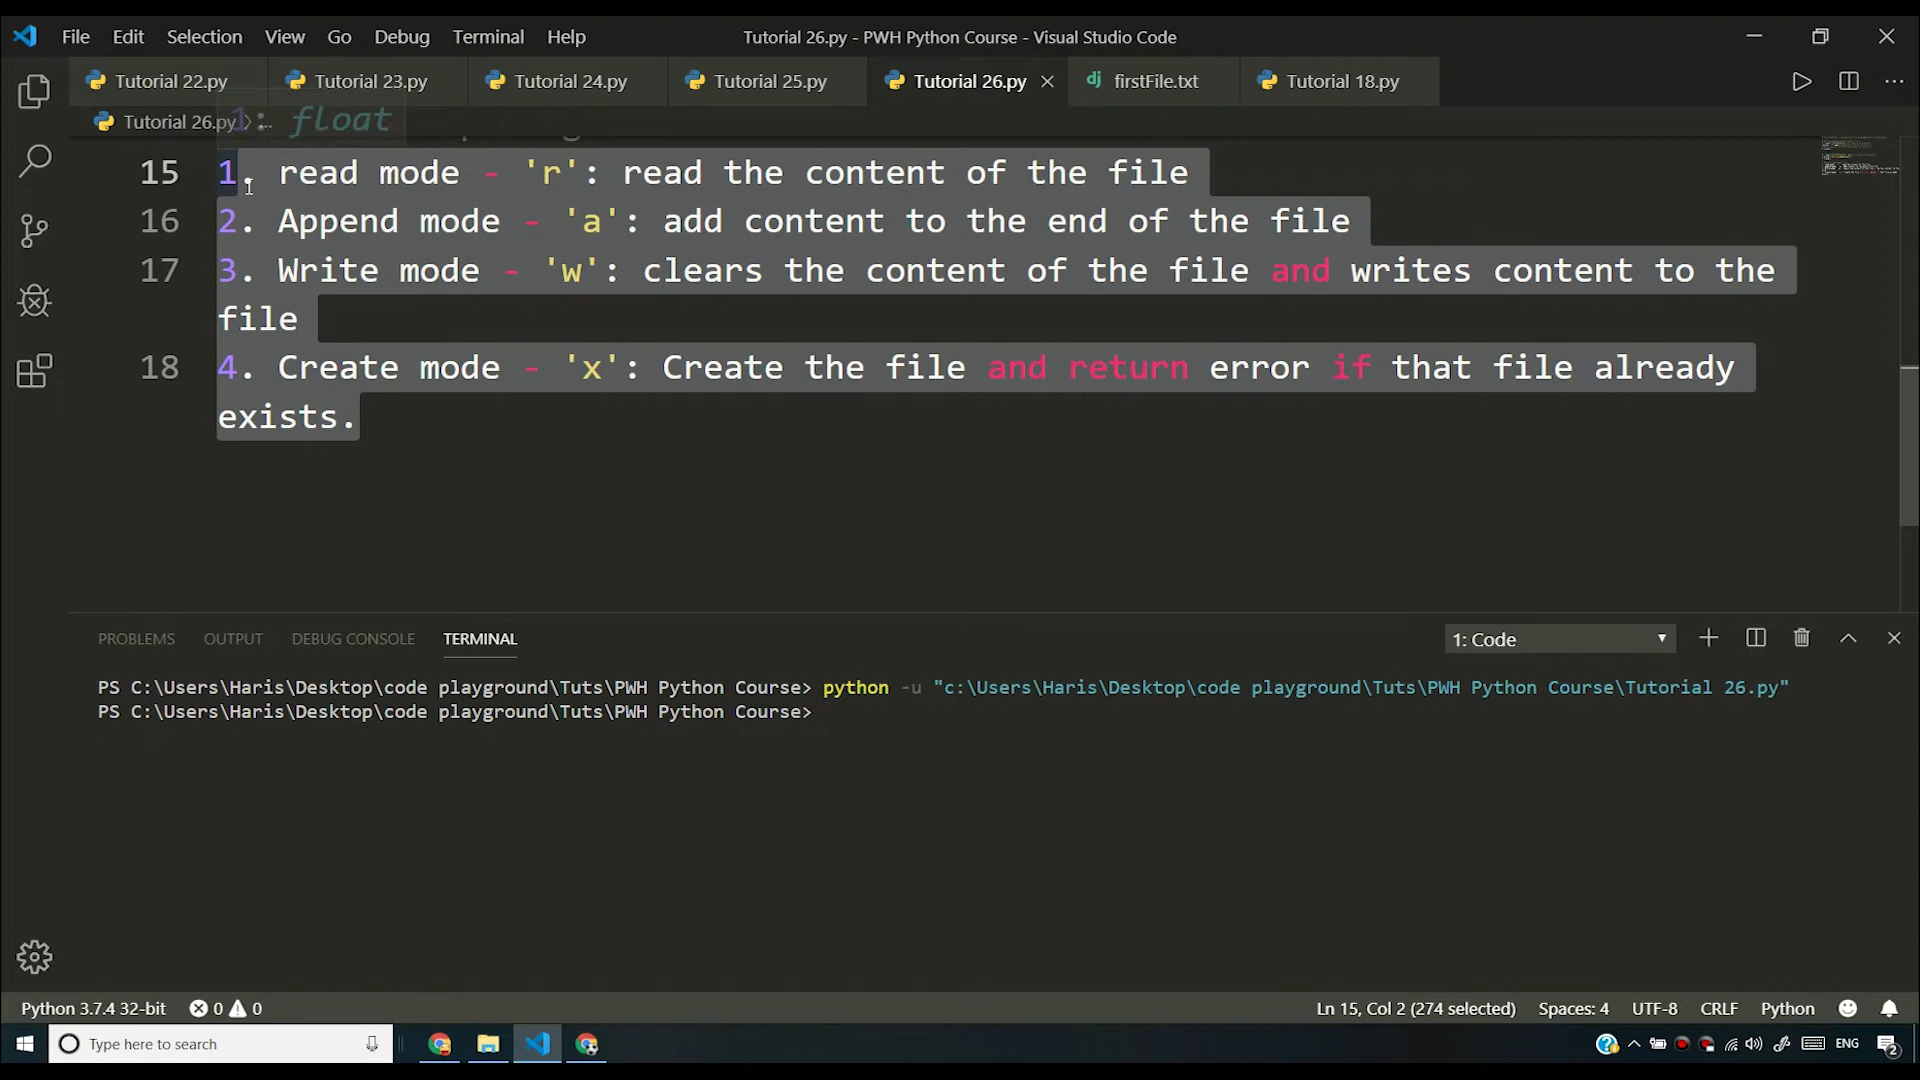 File Edit Selection View Go Debug Terminal Help Tutorial 26.py - PWH Python Course - Visual Studio Code
Tutorial 22.py Tutorial 23.py Tutorial 24.py Tutorial 25.py Tutorial 26.py firstFile.txt Tutorial 18.py
Tutorial 26.py > ...
1: float
15 1. read mode - 'r': read the content of the file
16 2. Append mode - 'a': add content to the end of the file
17 3. Write mode - 'w': clears the content of the file and writes content to the
file
18 4. Create mode - 'x': Create the file and return error if that file already
exists.
PROBLEMS OUTPUT DEBUG CONSOLE TERMINAL 1: Code
PS C:\Users\Haris\Desktop\code playground\Tuts\PWH Python Course> python -u "c:\Users\Haris\Desktop\code playground\Tuts\PWH Python Course\Tutorial 26.py"
PS C:\Users\Haris\Desktop\code playground\Tuts\PWH Python Course>
Python 3.7.4 32-bit 0 0 Ln 15, Col 2 (274 selected) Spaces: 4 UTF-8 CRLF Python
Type here to search ENG 2